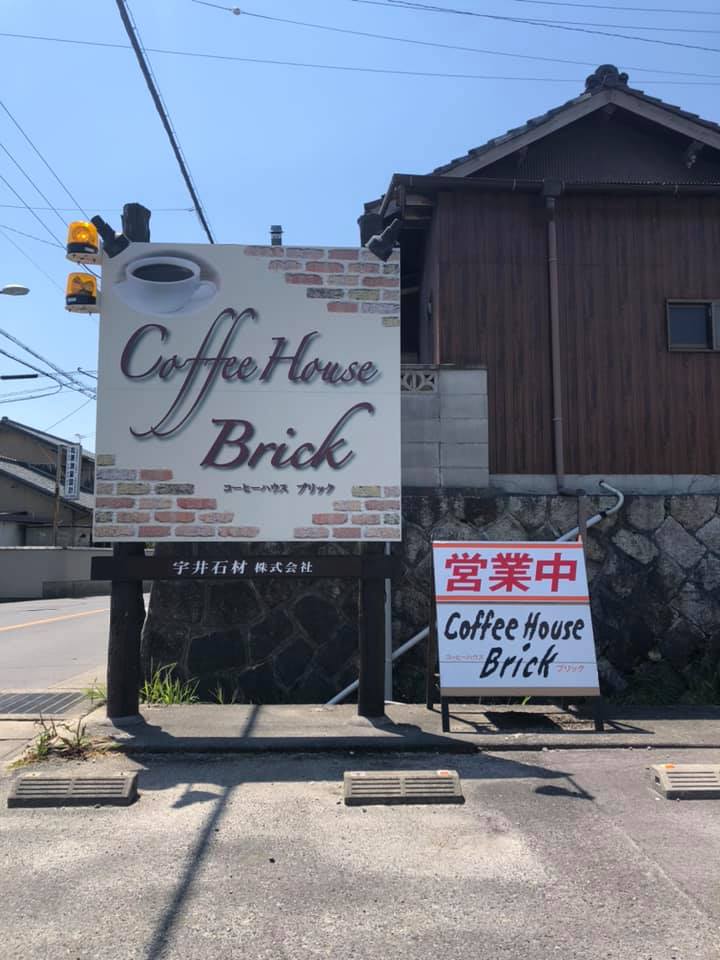 Coffee House
Brick
コーヒーハウス ブリック
宇井石材 株式会社
営業中
Coffee House
コーヒーハウス Brick ブリック